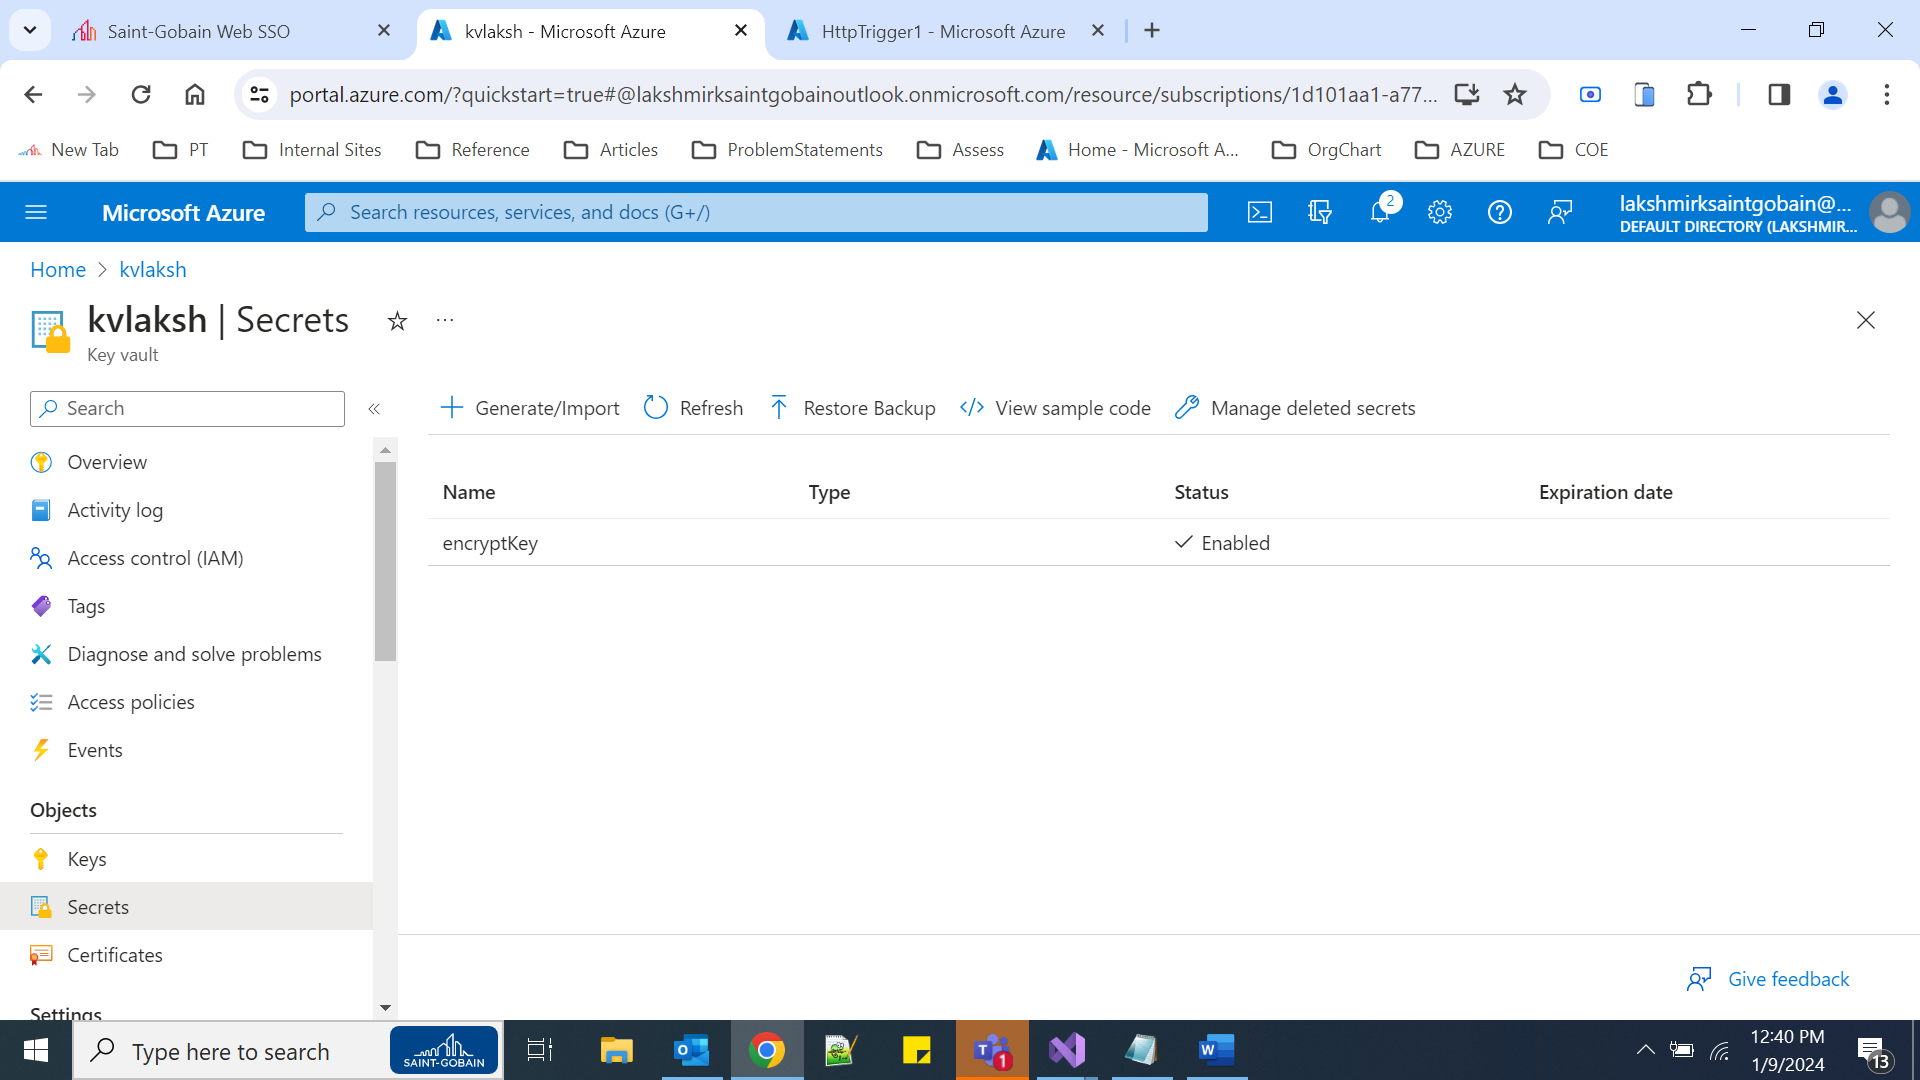 Saint-Gobain Web SSO
kvlaksh - Microsoft Azure
HttpTrigger1 - Microsoft Azure
portal.azure.com/?quickstart=true#@lakshmirksaintgobainoutlook.onmicrosoft.com/resource/subscriptions/1d101aa1-a77...
New Tab
PT
Internal Sites
Reference
Articles
ProblemStatements
Assess
Home - Microsoft A...
OrgChart
AZURE
COE
Microsoft Azure
Search resources, services, and docs (G+/)
2
lakshmirksaintgobain@...
DEFAULT DIRECTORY (LAKSHMIR...
Home > kvlaksh
kvlaksh | Secrets
Key vault
Search
Generate/Import
Refresh
Restore Backup
View sample code
Manage deleted secrets
Overview
Activity log
Access control (IAM)
Tags
Diagnose and solve problems
Access policies
Events
Objects
Keys
Secrets
Certificates
Settings
Name Type Status Expiration date
encryptKey Enabled
Give feedback
Type here to search
SAINT-GOBAIN
1
12:40 PM
1/9/2024
13